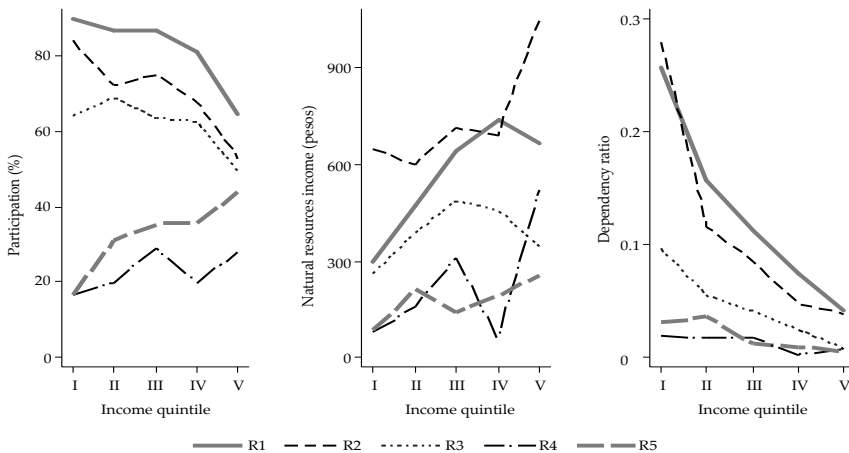 Participation (%)
80
60
40
20
0
I II III IV V
Income quintile
Natural resources income (pesos)
900
600
300
0
I II III IV V
Income quintile
Dependency ratio
0.3
0.2
0.1
0
I II III IV V
Income quintile
R1 R2 R3 R4 R5